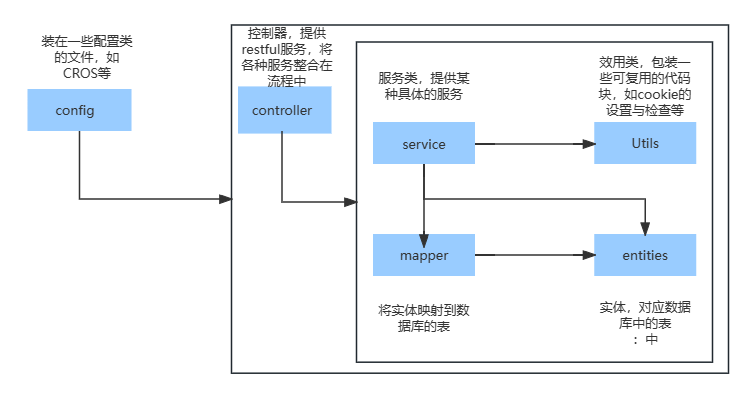 装在一些配置类
的文件，如
CROS等
config
控制器，提供
restful服务，将
各种服务整合在
流程中
controller
服务类，提供某
种具体的服务
service
效用类，包装一
些可复用的代码
块，如cookie的
设置与检查等
Utils
mapper
将实体映射到数
据库的表
entities
实体，对应数据
库中的表
：中